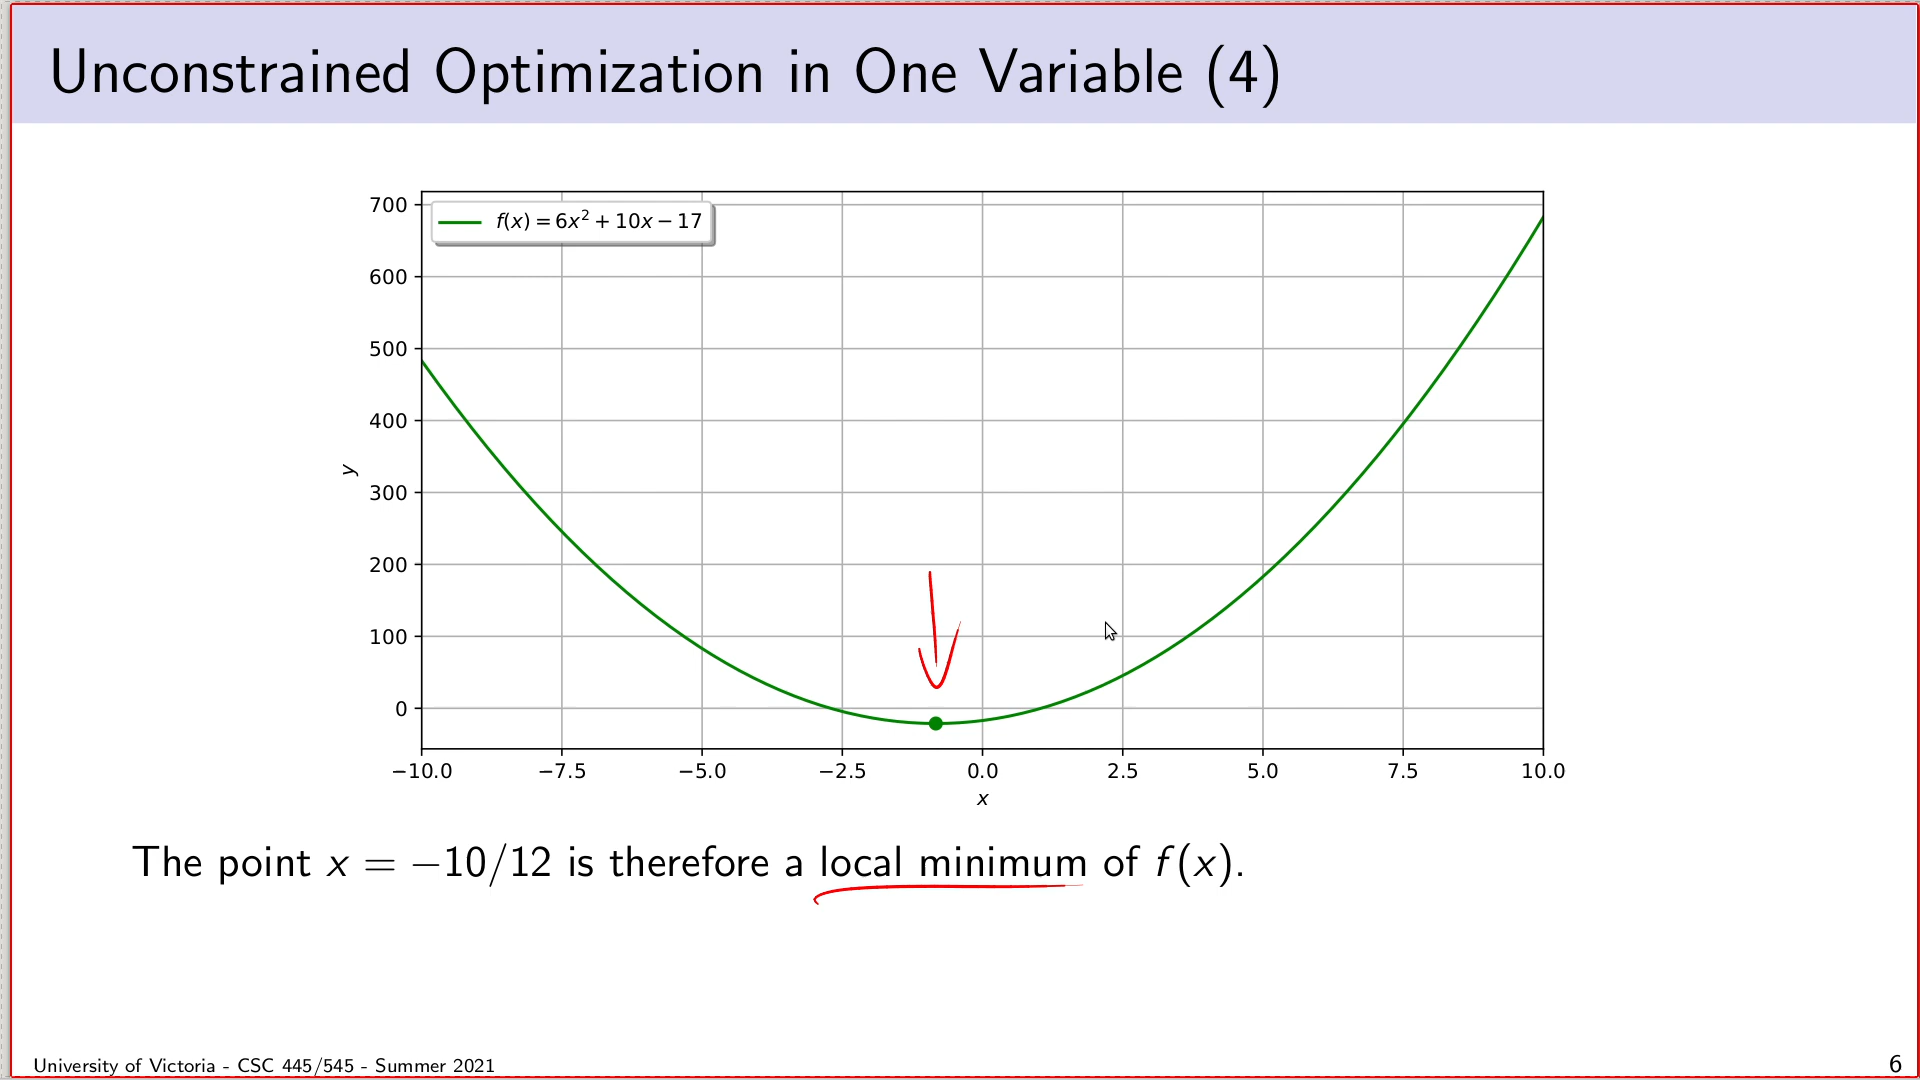 Unconstrained Optimization in One Variable (4)
f(x) = 6x² + 10x − 17
700
600
500
400
300
200
100
0
y
−10.0 −7.5 −5.0 −2.5 0.0 2.5 5.0 7.5 10.0
x
The point x = −10/12 is therefore a local minimum of f(x).
University of Victoria - CSC 445/545 - Summer 2021 6